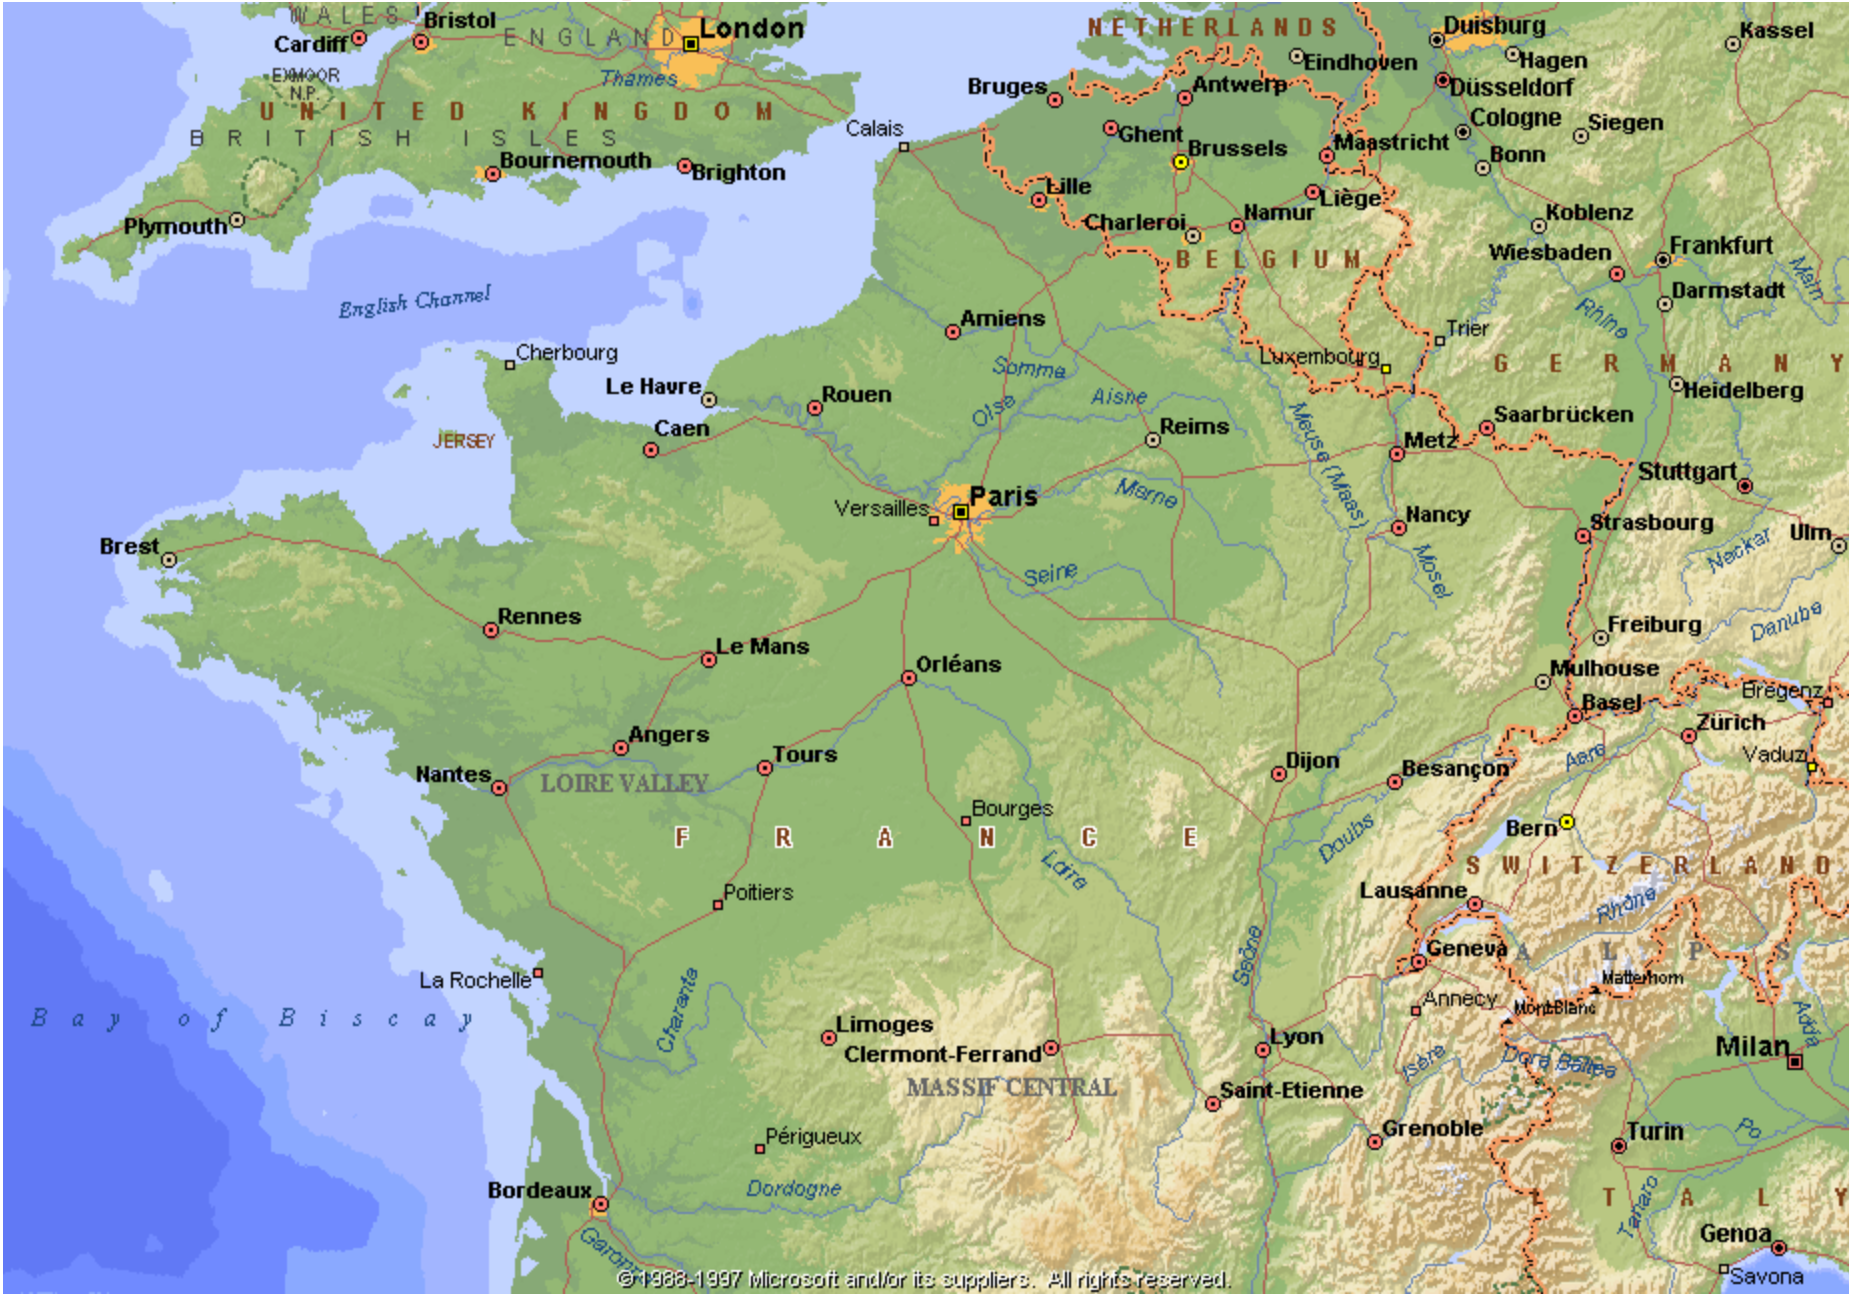 WALES
Bristol
Cardiff
ENGLAND
London
NETHERLANDS
Duisburg
Kassel
EXMOOR
N.P.
Thames
Eindhoven
Hagen
Bruges
Antwerp
Düsseldorf
UNITED KINGDOM
BRITISH ISLES
Calais
Ghent
Cologne
Siegen
Maastricht
Brussels
Bonn
Bournemouth
Brighton
Lille
Liège
Plymouth
Charleroi
Namur
Koblenz
Wiesbaden
Frankfurt
BELGIUM
Main
English Channel
Darmstadt
Rhine
Amiens
Trier
Cherbourg
Luxembourg
Somme
GERMANY
Le Havre
Rouen
Oise
Aisne
Heidelberg
Caen
Reims
Saarbrücken
JERSEY
Metz
Meuse (Maas)
Stuttgart
Paris
Marne
Versailles
Nancy
Strasbourg
Ulm
Brest
Neckar
Seine
Mosel
Rennes
Freiburg
Danube
Le Mans
Orléans
Mulhouse
Bregenz
Basel
Zürich
Angers
Tours
Dijon
Aare
Vaduz
Nantes
LOIRE VALLEY
Besançon
Bourges
Bern
FRANCE
Doubs
Loire
SWITZERLAND
Lausanne
Poitiers
Rhône
Saône
Geneva
ALPS
La Rochelle
Matterhorn
Annecy
Mont Blanc
Charente
Bay of Biscay
Limoges
Adda
Lyon
Clermont-Ferrand
Milan
Isère
Dora Baltea
MASSIF CENTRAL
Saint-Etienne
Grenoble
Turin
Po
Périgueux
Bordeaux
Dordogne
ITALY
Tanaro
Genoa
© 1988-1997 Microsoft and/or its suppliers. All rights reserved.
Savona